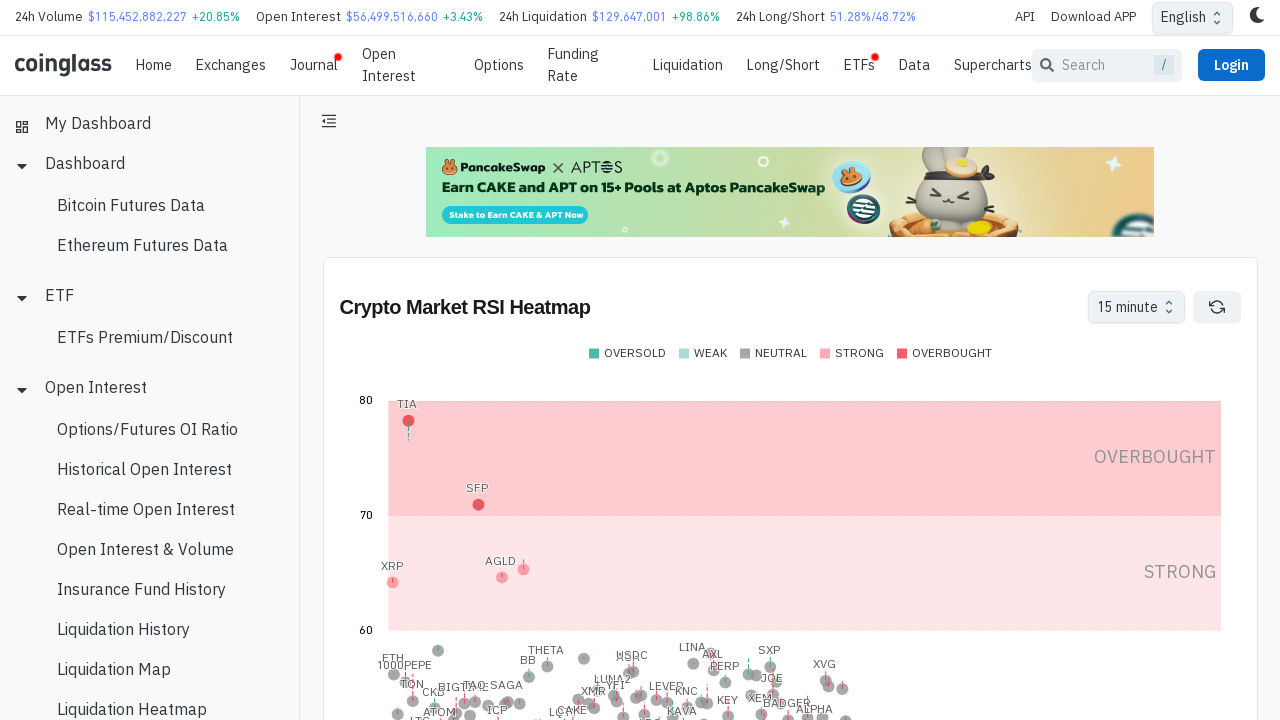 24h Volume $115,452,882,227 +20.85% Open Interest $56,499,516,660 +3.43% 24h Liquidation $129,647,001 +98.86% 24h Long/Short 51.28%/48.72% API Download APP English
coinglass Home Exchanges Journal Open Interest Options Funding Rate Liquidation Long/Short ETFs Data Supercharts Search / Login
My Dashboard
Dashboard
Bitcoin Futures Data
Ethereum Futures Data
ETF
ETFs Premium/Discount
Open Interest
Options/Futures OI Ratio
Historical Open Interest
Real-time Open Interest
Open Interest & Volume
Insurance Fund History
Liquidation History
Liquidation Map
Liquidation Heatmap
PancakeSwap × APTOS
Earn CAKE and APT on 15+ Pools at Aptos PancakeSwap
Stake to Earn CAKE & APT Now
Crypto Market RSI Heatmap 15 minute
OVERSOLD WEAK NEUTRAL STRONG OVERBOUGHT
80
TIA
OVERBOUGHT
SFP
70
XRP AGLD
STRONG
60
ETH
1000PEPE
THETA
BB
USDC
LINA
AXL
PERP
SXP
XVG
TON
CKB
BIGTIME
TAO
SAGA
XMR
LUNA2
YFI
LEVER
KNC
KEY
XEM
JOE
BADGER
ATOM
ICP
CAKE
KAVA
ALPHA